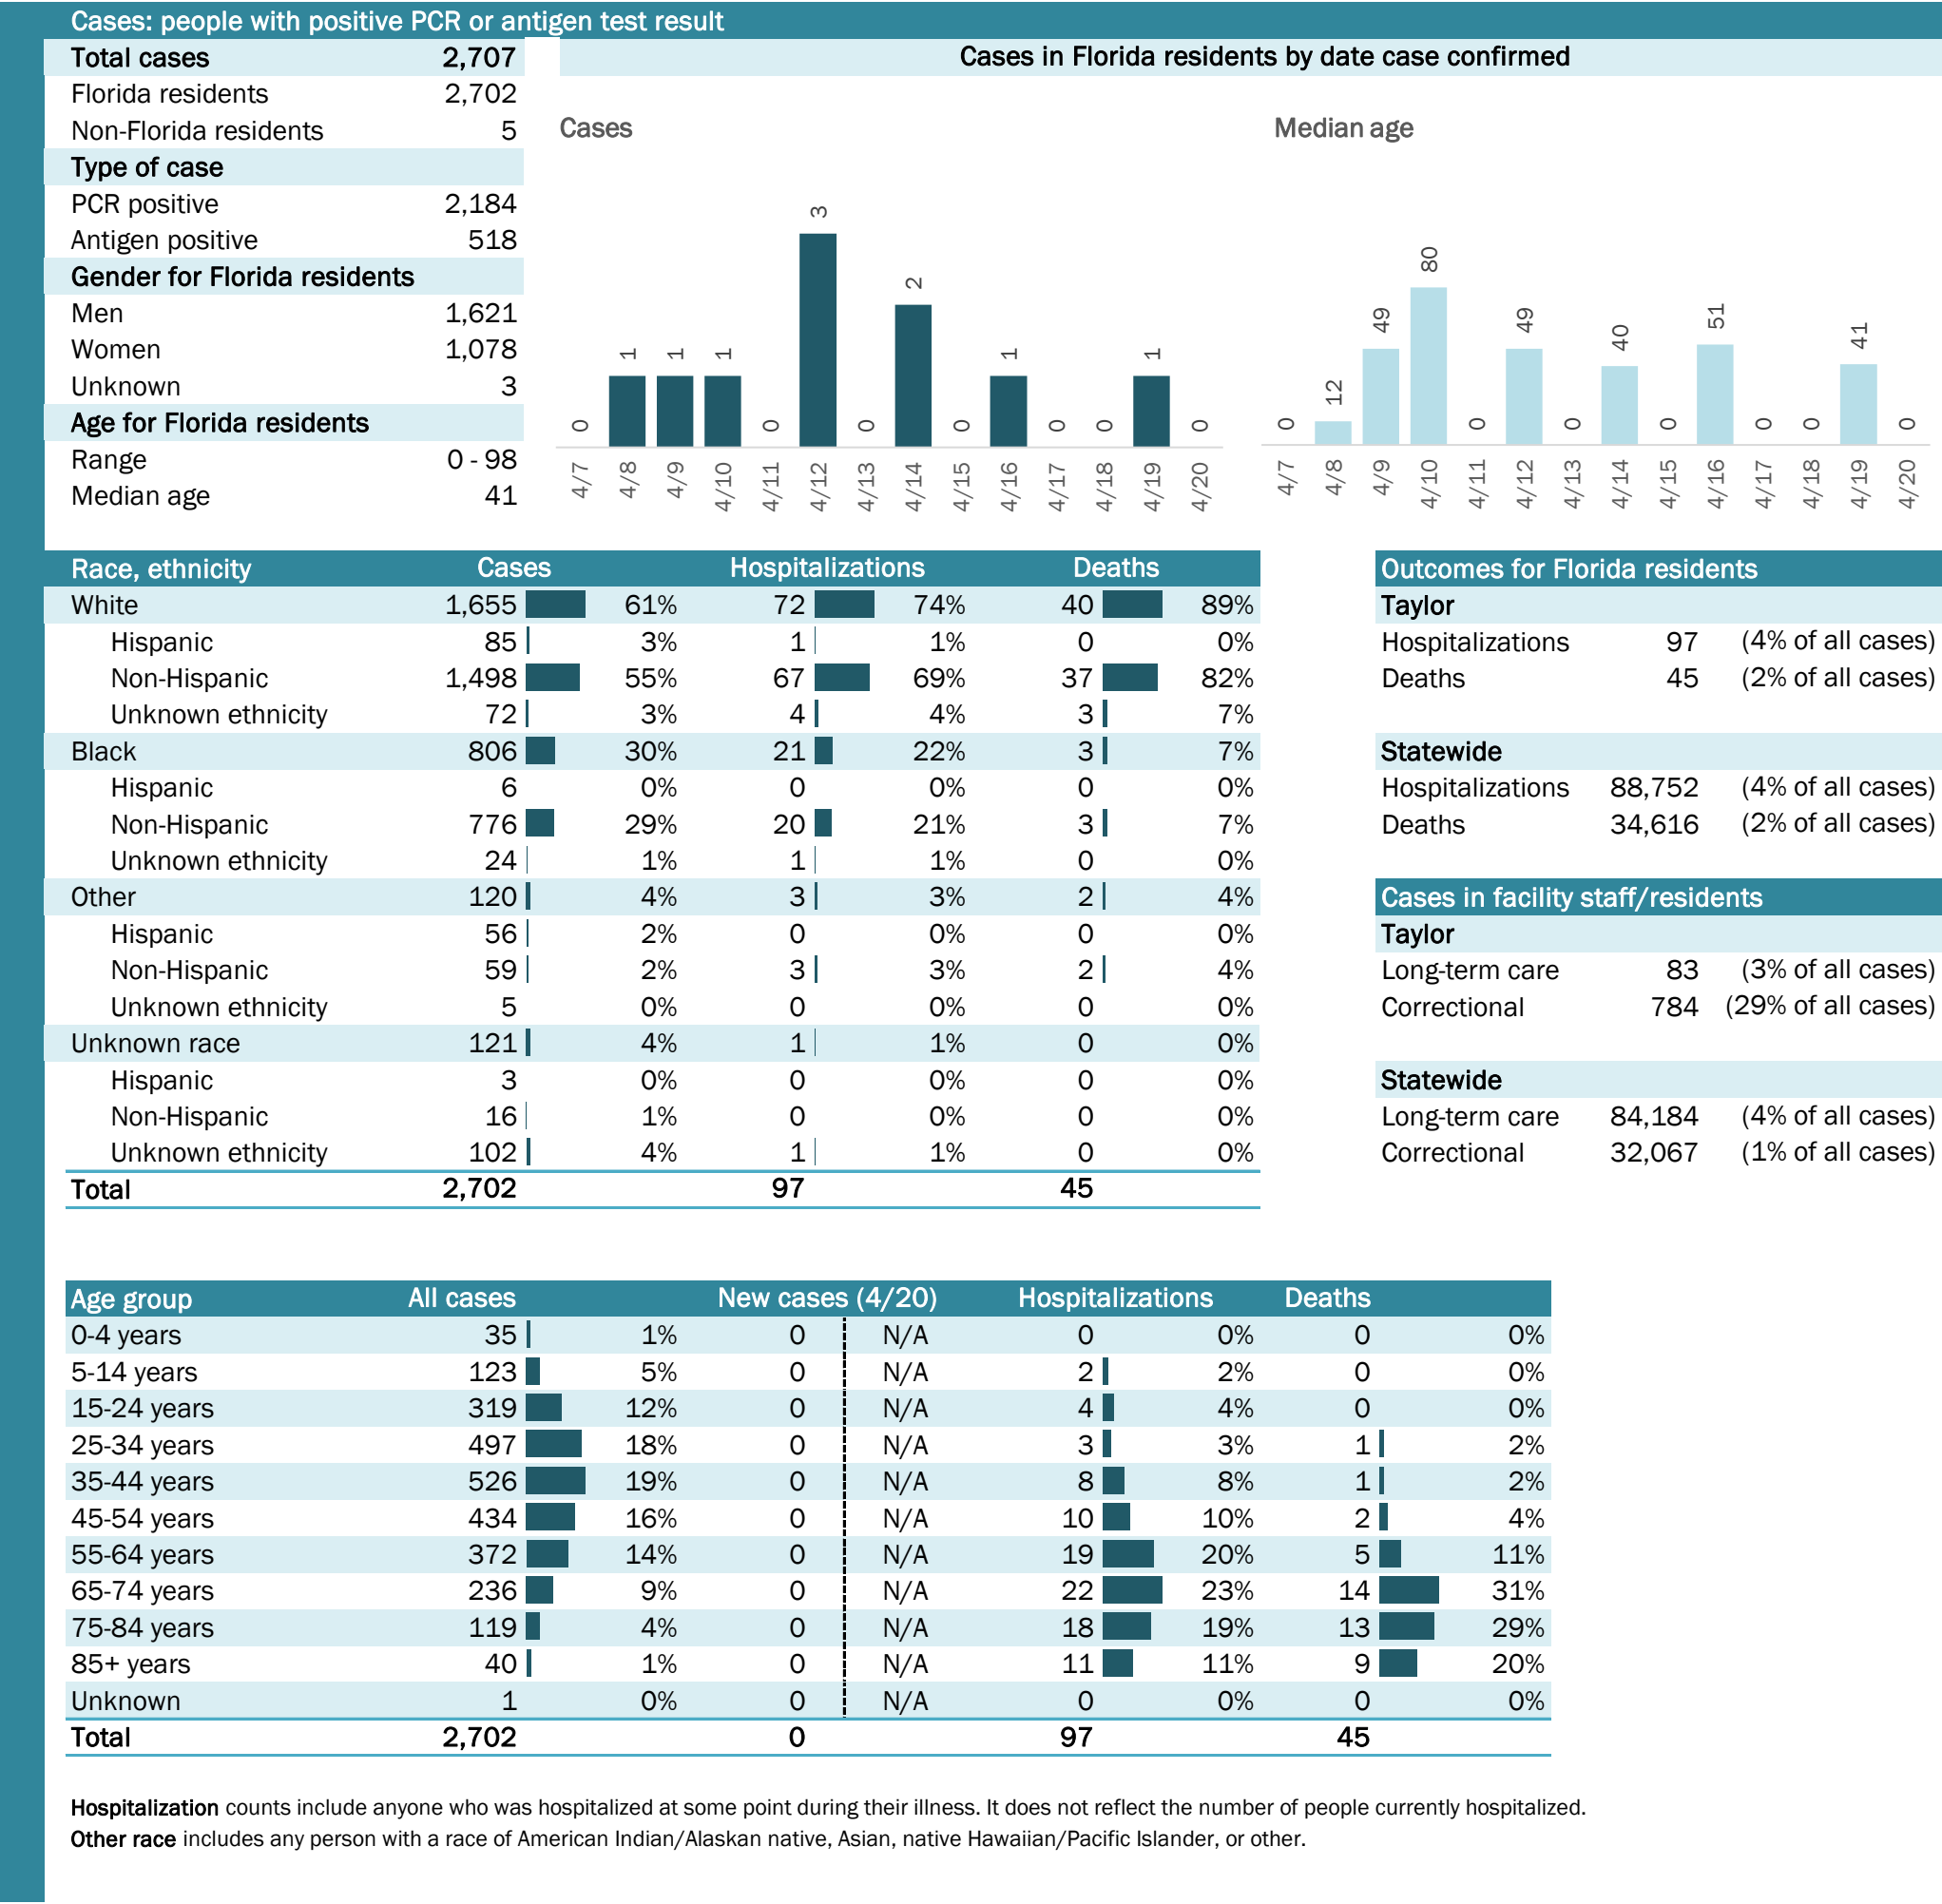 Cases: people with positive PCR or antigen test result
Total cases 2,707
Florida residents 2,702
Non-Florida residents 5
Type of case
PCR positive 2,184
Antigen positive 518
Gender for Florida residents
Men 1,621
Women 1,078
Unknown 3
Age for Florida residents
Range 0 - 98
Median age 41
Cases in Florida residents by date case confirmed
Cases
0 1 1 1 0 3 0 2 0 1 0 0 1 0
4/7 4/8 4/9 4/10 4/11 4/12 4/13 4/14 4/15 4/16 4/17 4/18 4/19 4/20
Median age
0 12 49 80 0 49 0 40 0 51 0 0 41 0
4/7 4/8 4/9 4/10 4/11 4/12 4/13 4/14 4/15 4/16 4/17 4/18 4/19 4/20
Race, ethnicity Cases Hospitalizations Deaths
White 1,655 61% 72 74% 40 89%
Hispanic 85 3% 1 1% 0 0%
Non-Hispanic 1,498 55% 67 69% 37 82%
Unknown ethnicity 72 3% 4 4% 3 7%
Black 806 30% 21 22% 3 7%
Hispanic 6 0% 0 0% 0 0%
Non-Hispanic 776 29% 20 21% 3 7%
Unknown ethnicity 24 1% 1 1% 0 0%
Other 120 4% 3 3% 2 4%
Hispanic 56 2% 0 0% 0 0%
Non-Hispanic 59 2% 3 3% 2 4%
Unknown ethnicity 5 0% 0 0% 0 0%
Unknown race 121 4% 1 1% 0 0%
Hispanic 3 0% 0 0% 0 0%
Non-Hispanic 16 1% 0 0% 0 0%
Unknown ethnicity 102 4% 1 1% 0 0%
Total 2,702 97 45
Outcomes for Florida residents
Taylor
Hospitalizations 97 (4% of all cases)
Deaths 45 (2% of all cases)
Statewide
Hospitalizations 88,752 (4% of all cases)
Deaths 34,616 (2% of all cases)
Cases in facility staff/residents
Taylor
Long-term care 83 (3% of all cases)
Correctional 784 (29% of all cases)
Statewide
Long-term care 84,184 (4% of all cases)
Correctional 32,067 (1% of all cases)
Age group All cases New cases (4/20) Hospitalizations Deaths
0-4 years 35 1% 0 N/A 0 0% 0 0%
5-14 years 123 5% 0 N/A 2 2% 0 0%
15-24 years 319 12% 0 N/A 4 4% 0 0%
25-34 years 497 18% 0 N/A 3 3% 1 2%
35-44 years 526 19% 0 N/A 8 8% 1 2%
45-54 years 434 16% 0 N/A 10 10% 2 4%
55-64 years 372 14% 0 N/A 19 20% 5 11%
65-74 years 236 9% 0 N/A 22 23% 14 31%
75-84 years 119 4% 0 N/A 18 19% 13 29%
85+ years 40 1% 0 N/A 11 11% 9 20%
Unknown 1 0% 0 N/A 0 0% 0 0%
Total 2,702 0 97 45
Hospitalization counts include anyone who was hospitalized at some point during their illness. It does not reflect the number of people currently hospitalized.
Other race includes any person with a race of American Indian/Alaskan native, Asian, native Hawaiian/Pacific Islander, or other.